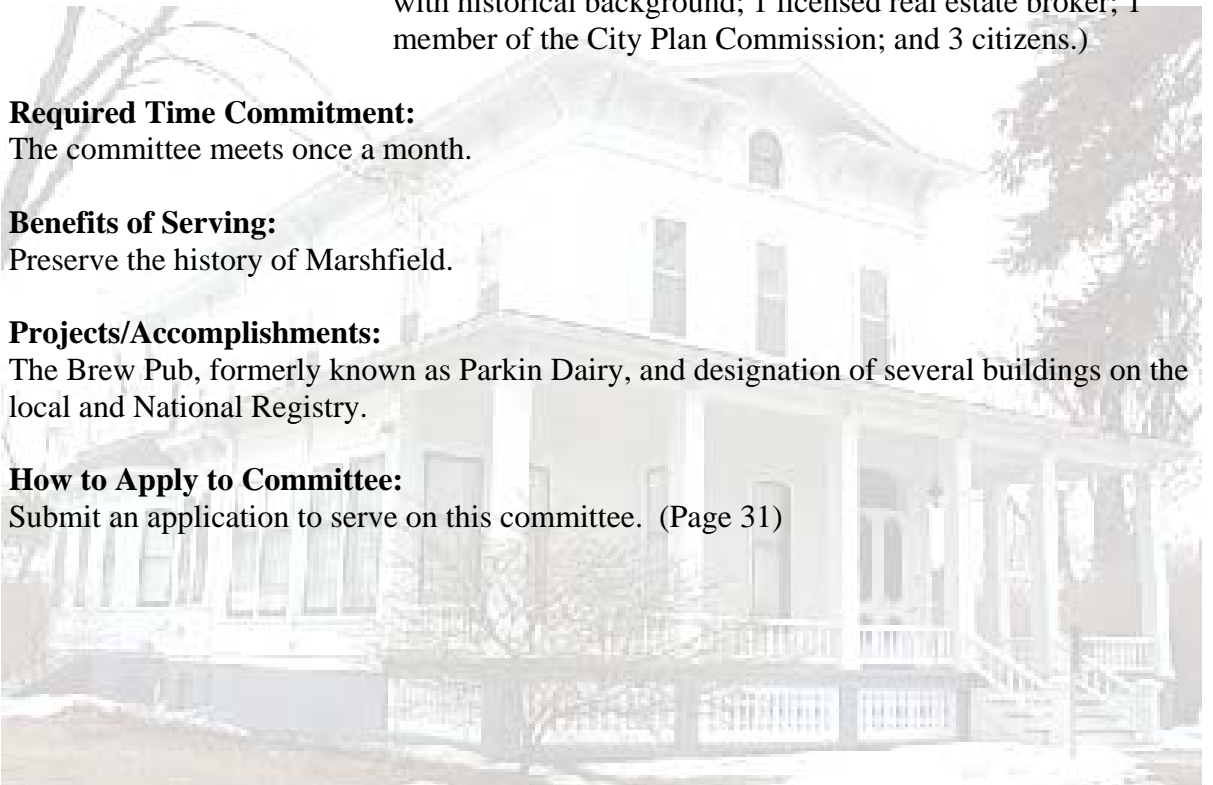 with historical background; 1 licensed real estate broker; 1
member of the City Plan Commission; and 3 citizens.)
Required Time Commitment:
The committee meets once a month.
Benefits of Serving:
Preserve the history of Marshfield.
Projects/Accomplishments:
The Brew Pub, formerly known as Parkin Dairy, and designation of several buildings on the
local and National Registry.
How to Apply to Committee:
Submit an application to serve on this committee.  (Page 31)